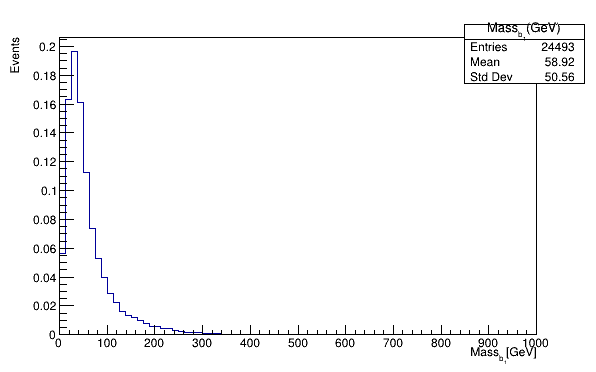 Mass_b_1 (GeV)
Entries 24493
Mean 58.92
Std Dev 50.56
Events
0.2
0.18
0.16
0.14
0.12
0.1
0.08
0.06
0.04
0.02
0
0 100 200 300 400 500 600 700 800 900 1000
Mass_b_1 [GeV]